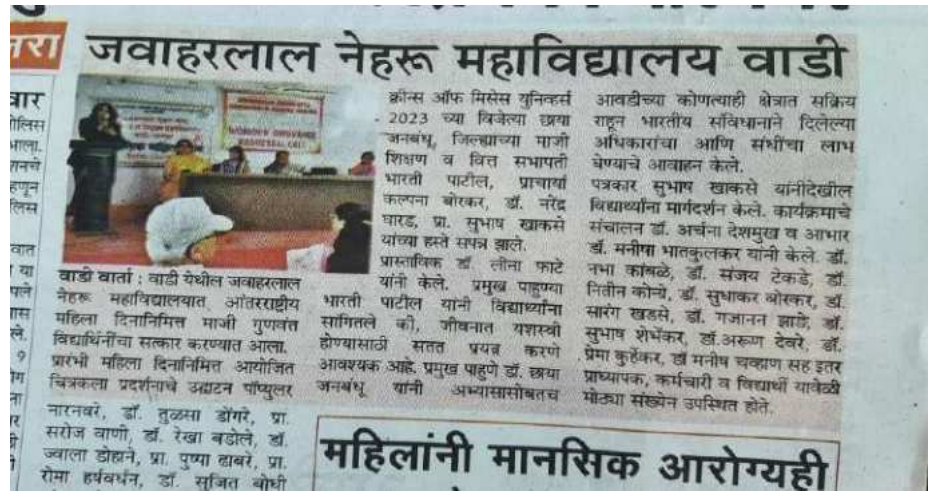 जरा
जवाहरलाल नेहरू महाविद्यालय वाडी
वाडी वार्ता : वाडी येथील जवाहरलाल
नेहरू महाविद्यालयात आंतरराष्ट्रीय
महिला दिनानिमित्त माजी गुणवंत
विद्यार्थिनींचा सत्कार करण्यात आला.
प्रारंभी महिला दिनानिमित्त आयोजित
चित्रकला प्रदर्शनाचे उद्घाटन पॉप्युलर
क्वीन्स ऑफ मिसेस युनिव्हर्स
2023 च्या विजेत्या छाया
जनबंधू, जिल्ह्याच्या माजी
शिक्षण व वित्त सभापती
भारती पाटील, प्राचार्या
कल्पना बोरकर, डॉ. नरेंद्र
घारड, प्रा. सुभाष खाकसे
यांच्या हस्ते संपन्न झाले.
प्रास्ताविक डॉ. लीना फाटे
यांनी केले. प्रमुख पाहुण्या
भारती पाटील यांनी विद्यार्थ्यांना
सांगितले की, जीवनात यशस्वी
होण्यासाठी सतत प्रयत्न करणे
आवश्यक आहे. प्रमुख पाहुणे डॉ. छाया
जनबंधू यांनी अभ्यासासोबतच
आवडीच्या कोणत्याही क्षेत्रात सक्रिय
राहून भारतीय संविधानाने दिलेल्या
अधिकारांचा आणि संधींचा लाभ
घेण्याचे आवाहन केले.
पत्रकार सुभाष खाकसे यांनीदेखील
विद्यार्थ्यांना मार्गदर्शन केले. कार्यक्रमाचे
संचालन डॉ. अर्चना देशमुख व आभार
डॉ. मनीषा भातकुलकर यांनी केले. डॉ.
नभा कांबळे, डॉ. संजय टेकडे, डॉ.
नितीन कोन्गे, डॉ. सुधाकर बोरकर, डॉ.
सारंग खडसे, डॉ. गजानन झाडे, डॉ.
सुभाष शेंभेकर, डॉ.अरूण देवरे, डॉ.
प्रेमा कुर्हेकर, डॉ मनीष चव्हाण सह इतर
प्राध्यापक, कर्मचारी व विद्यार्थी यावेळी
मोठ्या संख्येन उपस्थित होते.
नारनवरे, डॉ. तुळसा डोंगरे, प्रा.
सरोज वाणी, डॉ. रेखा बडोले, डॉ.
ज्वाला डोहाने, प्रा. पुष्पा ढाबरे, प्रा.
रोमा हर्यवर्धन, डॉ. सुजित बोधी
महिलांनी मानसिक आरोग्यही